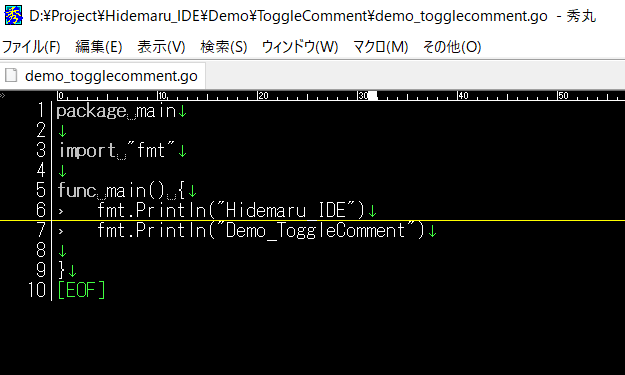 D:¥Project¥Hidemaru_IDE¥Demo¥ToggleComment¥demo_togglecomment.go - 秀丸
ファイル(F) 編集(E) 表示(V) 検索(S) ウィンドウ(W) マクロ(M) その他(O)
demo_togglecomment.go
0 10 20 30 40 50
1 package␣main↓
2 ↓
3 import␣"fmt"↓
4 ↓
5 func␣main()␣{↓
6 › fmt.Println("Hidemaru IDE")↓
7 › fmt.Println("Demo_ToggleComment")↓
8 ↓
9 }↓
10 [EOF]